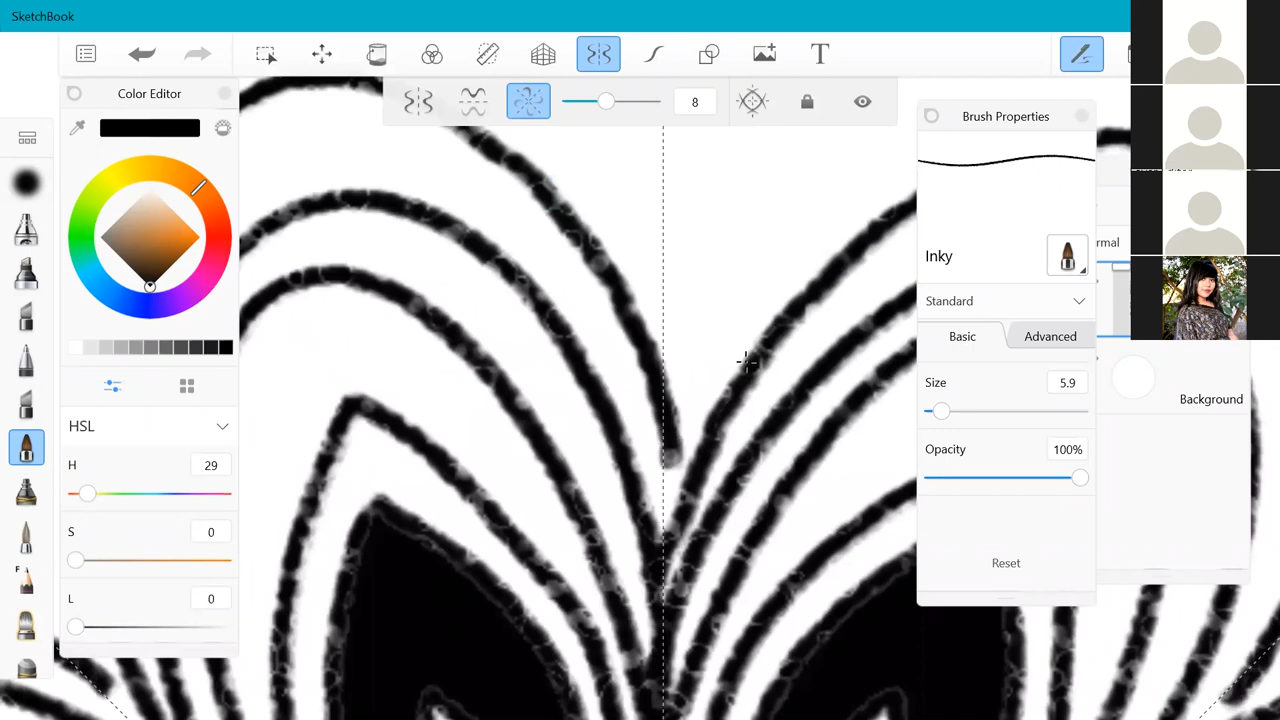 SketchBook
T
8
Color Editor
Brush Properties
Inky
rmal
Standard
Basic
Advanced
Size
5.9
Background
HSL
Opacity
100%
H
29
S
0
Reset
F
L
0